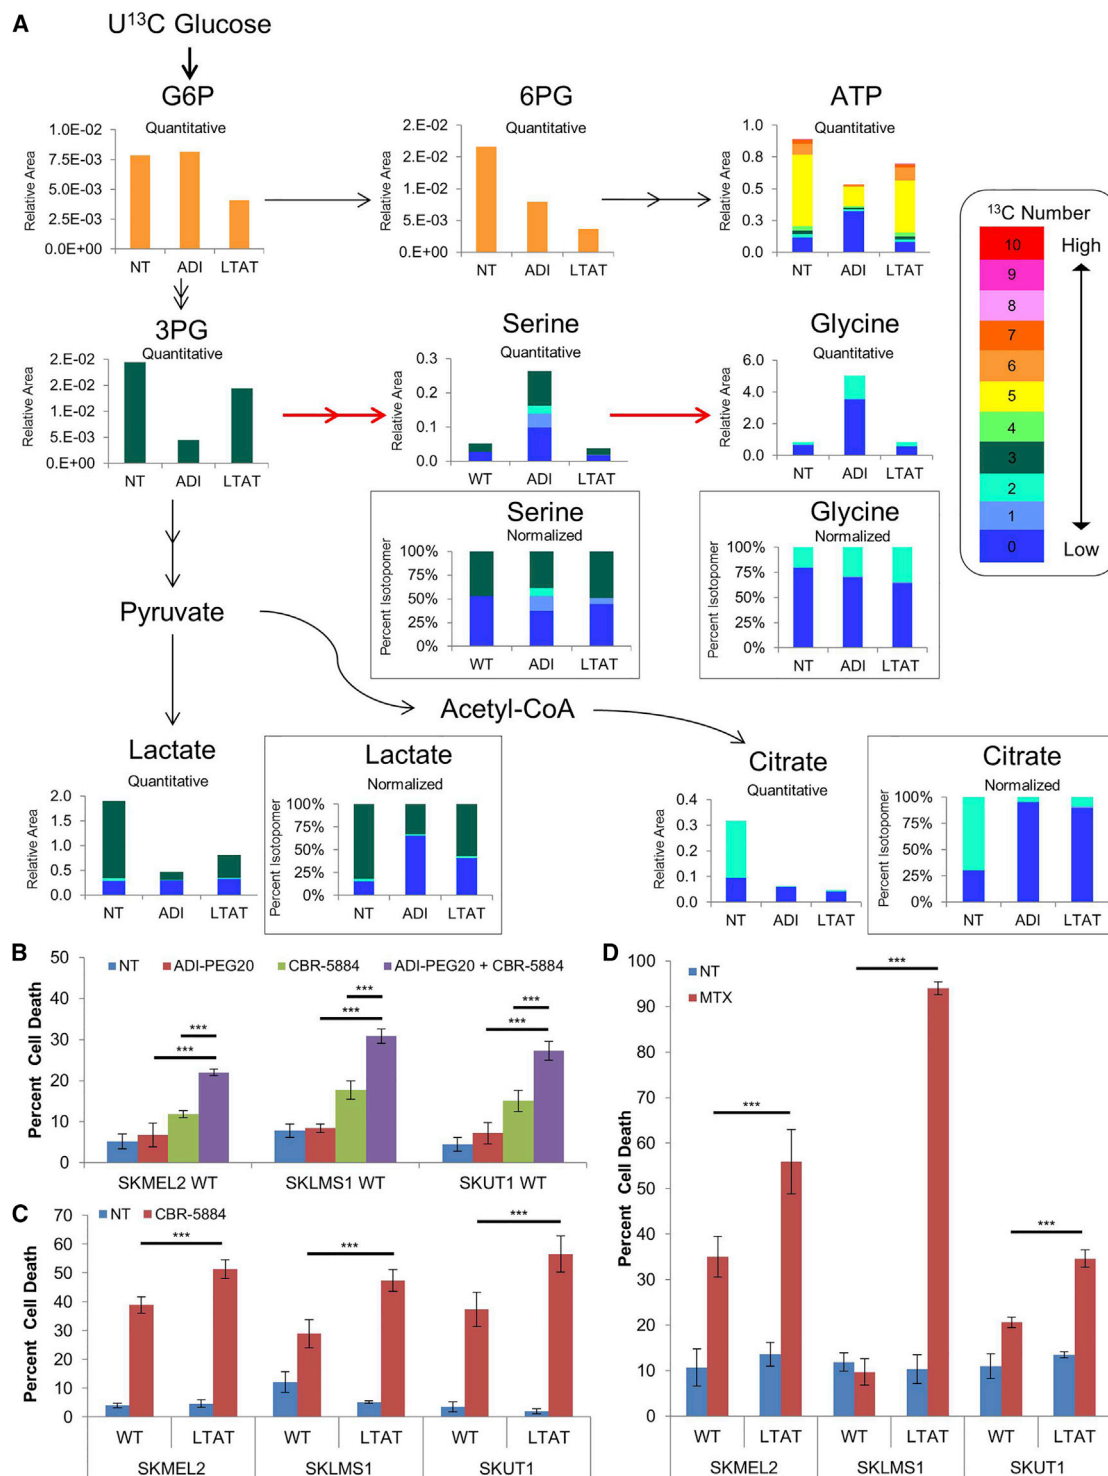 A
U¹³C Glucose
G6P
Quantitative
Relative Area
1.0E-02
7.5E-03
5.0E-03
2.5E-03
0.0E+00
NT ADI LTAT
6PG
Quantitative
Relative Area
2.E-02
2.E-02
1.E-02
5.E-03
0.E+00
NT ADI LTAT
ATP
Quantitative
Relative Area
1.0
0.8
0.5
0.3
0.0
NT ADI LTAT
¹³C Number
10 High
9
8
7
6
5
4
3
2
1
0 Low
3PG
Quantitative
Relative Area
2.E-02
2.E-02
1.E-02
5.E-03
0.E+00
NT ADI LTAT
Serine
Quantitative
Relative Area
0.3
0.2
0.1
0.0
WT ADI LTAT
Glycine
Quantitative
Relative Area
6.0
4.0
2.0
0.0
NT ADI LTAT
Serine
Normalized
Percent Isotopomer
100%
75%
50%
25%
0%
WT ADI LTAT
Glycine
Normalized
Percent Isotopomer
100%
75%
50%
25%
0%
NT ADI LTAT
Pyruvate
Acetyl-CoA
Lactate
Quantitative
Relative Area
2.0
1.5
1.0
0.5
0.0
NT ADI LTAT
Lactate
Normalized
Percent Isotopomer
100%
75%
50%
25%
0%
NT ADI LTAT
Citrate
Quantitative
Relative Area
0.4
0.3
0.2
0.1
0.0
NT ADI LTAT
Citrate
Normalized
Percent Isotopomer
100%
75%
50%
25%
0%
NT ADI LTAT
B
NT ADI-PEG20 CBR-5884 ADI-PEG20 + CBR-5884
Percent Cell Death
50
40
30
20
10
0
*** *** ***
*** *** ***
SKMEL2 WT SKLMS1 WT SKUT1 WT
C
NT CBR-5884
Percent Cell Death
70
60
50
40
30
20
10
0
*** *** ***
WT LTAT WT LTAT WT LTAT
SKMEL2 SKLMS1 SKUT1
D
NT
MTX
Percent Cell Death
100
90
80
70
60
50
40
30
20
10
0
*** *** ***
WT LTAT WT LTAT WT LTAT
SKMEL2 SKLMS1 SKUT1